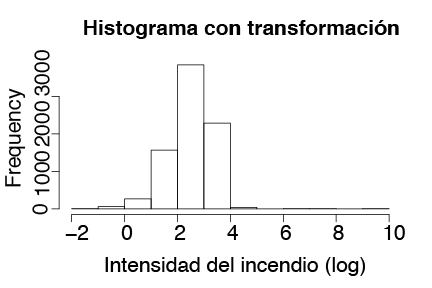 Histograma con transformación
Frequency
0 1000 2000 3000
−2 0 2 4 6 8 10
Intensidad del incendio (log)